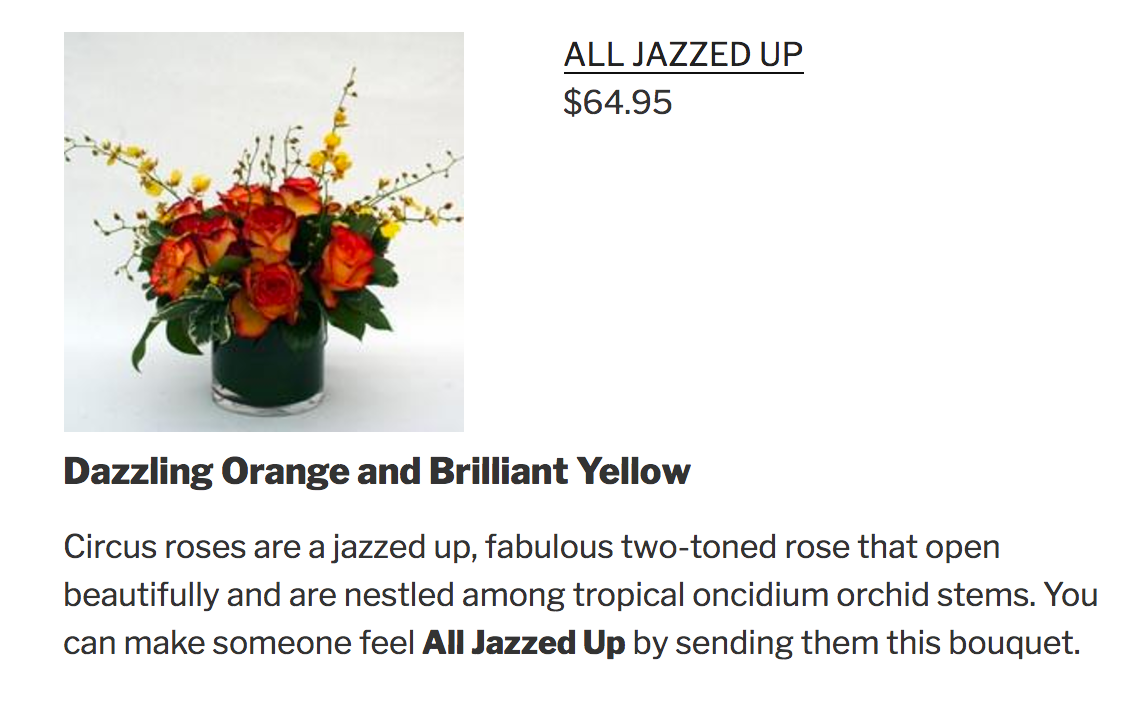 ALL JAZZED UP
$64.95
Dazzling Orange and Brilliant Yellow
Circus roses are a jazzed up, fabulous two-toned rose that open
beautifully and are nestled among tropical oncidium orchid stems. You
can make someone feel All Jazzed Up by sending them this bouquet.